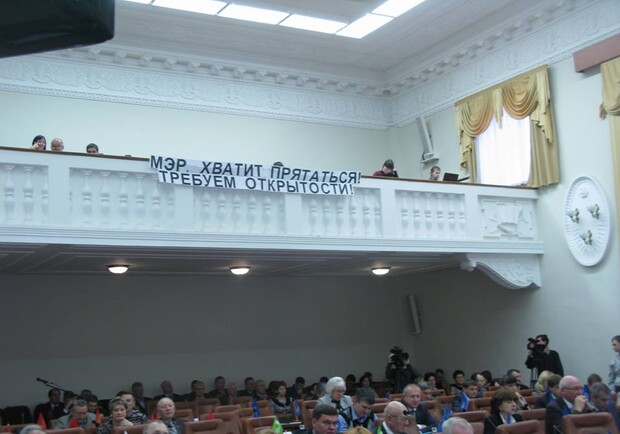 МЭР, ХВАТИТ ПРЯТАТЬСЯ!
ТРЕБУЕМ ОТКРЫТОСТИ!